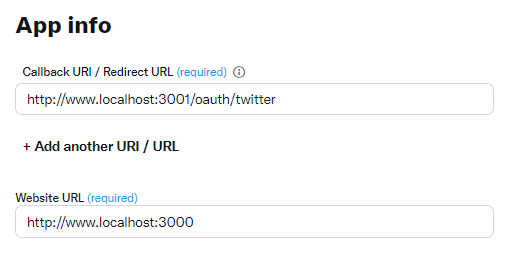 App info
Callback URI / Redirect URL (required)
http://www.localhost:3001/oauth/twitter
+ Add another URI / URL
Website URL (required)
http://www.localhost:3000